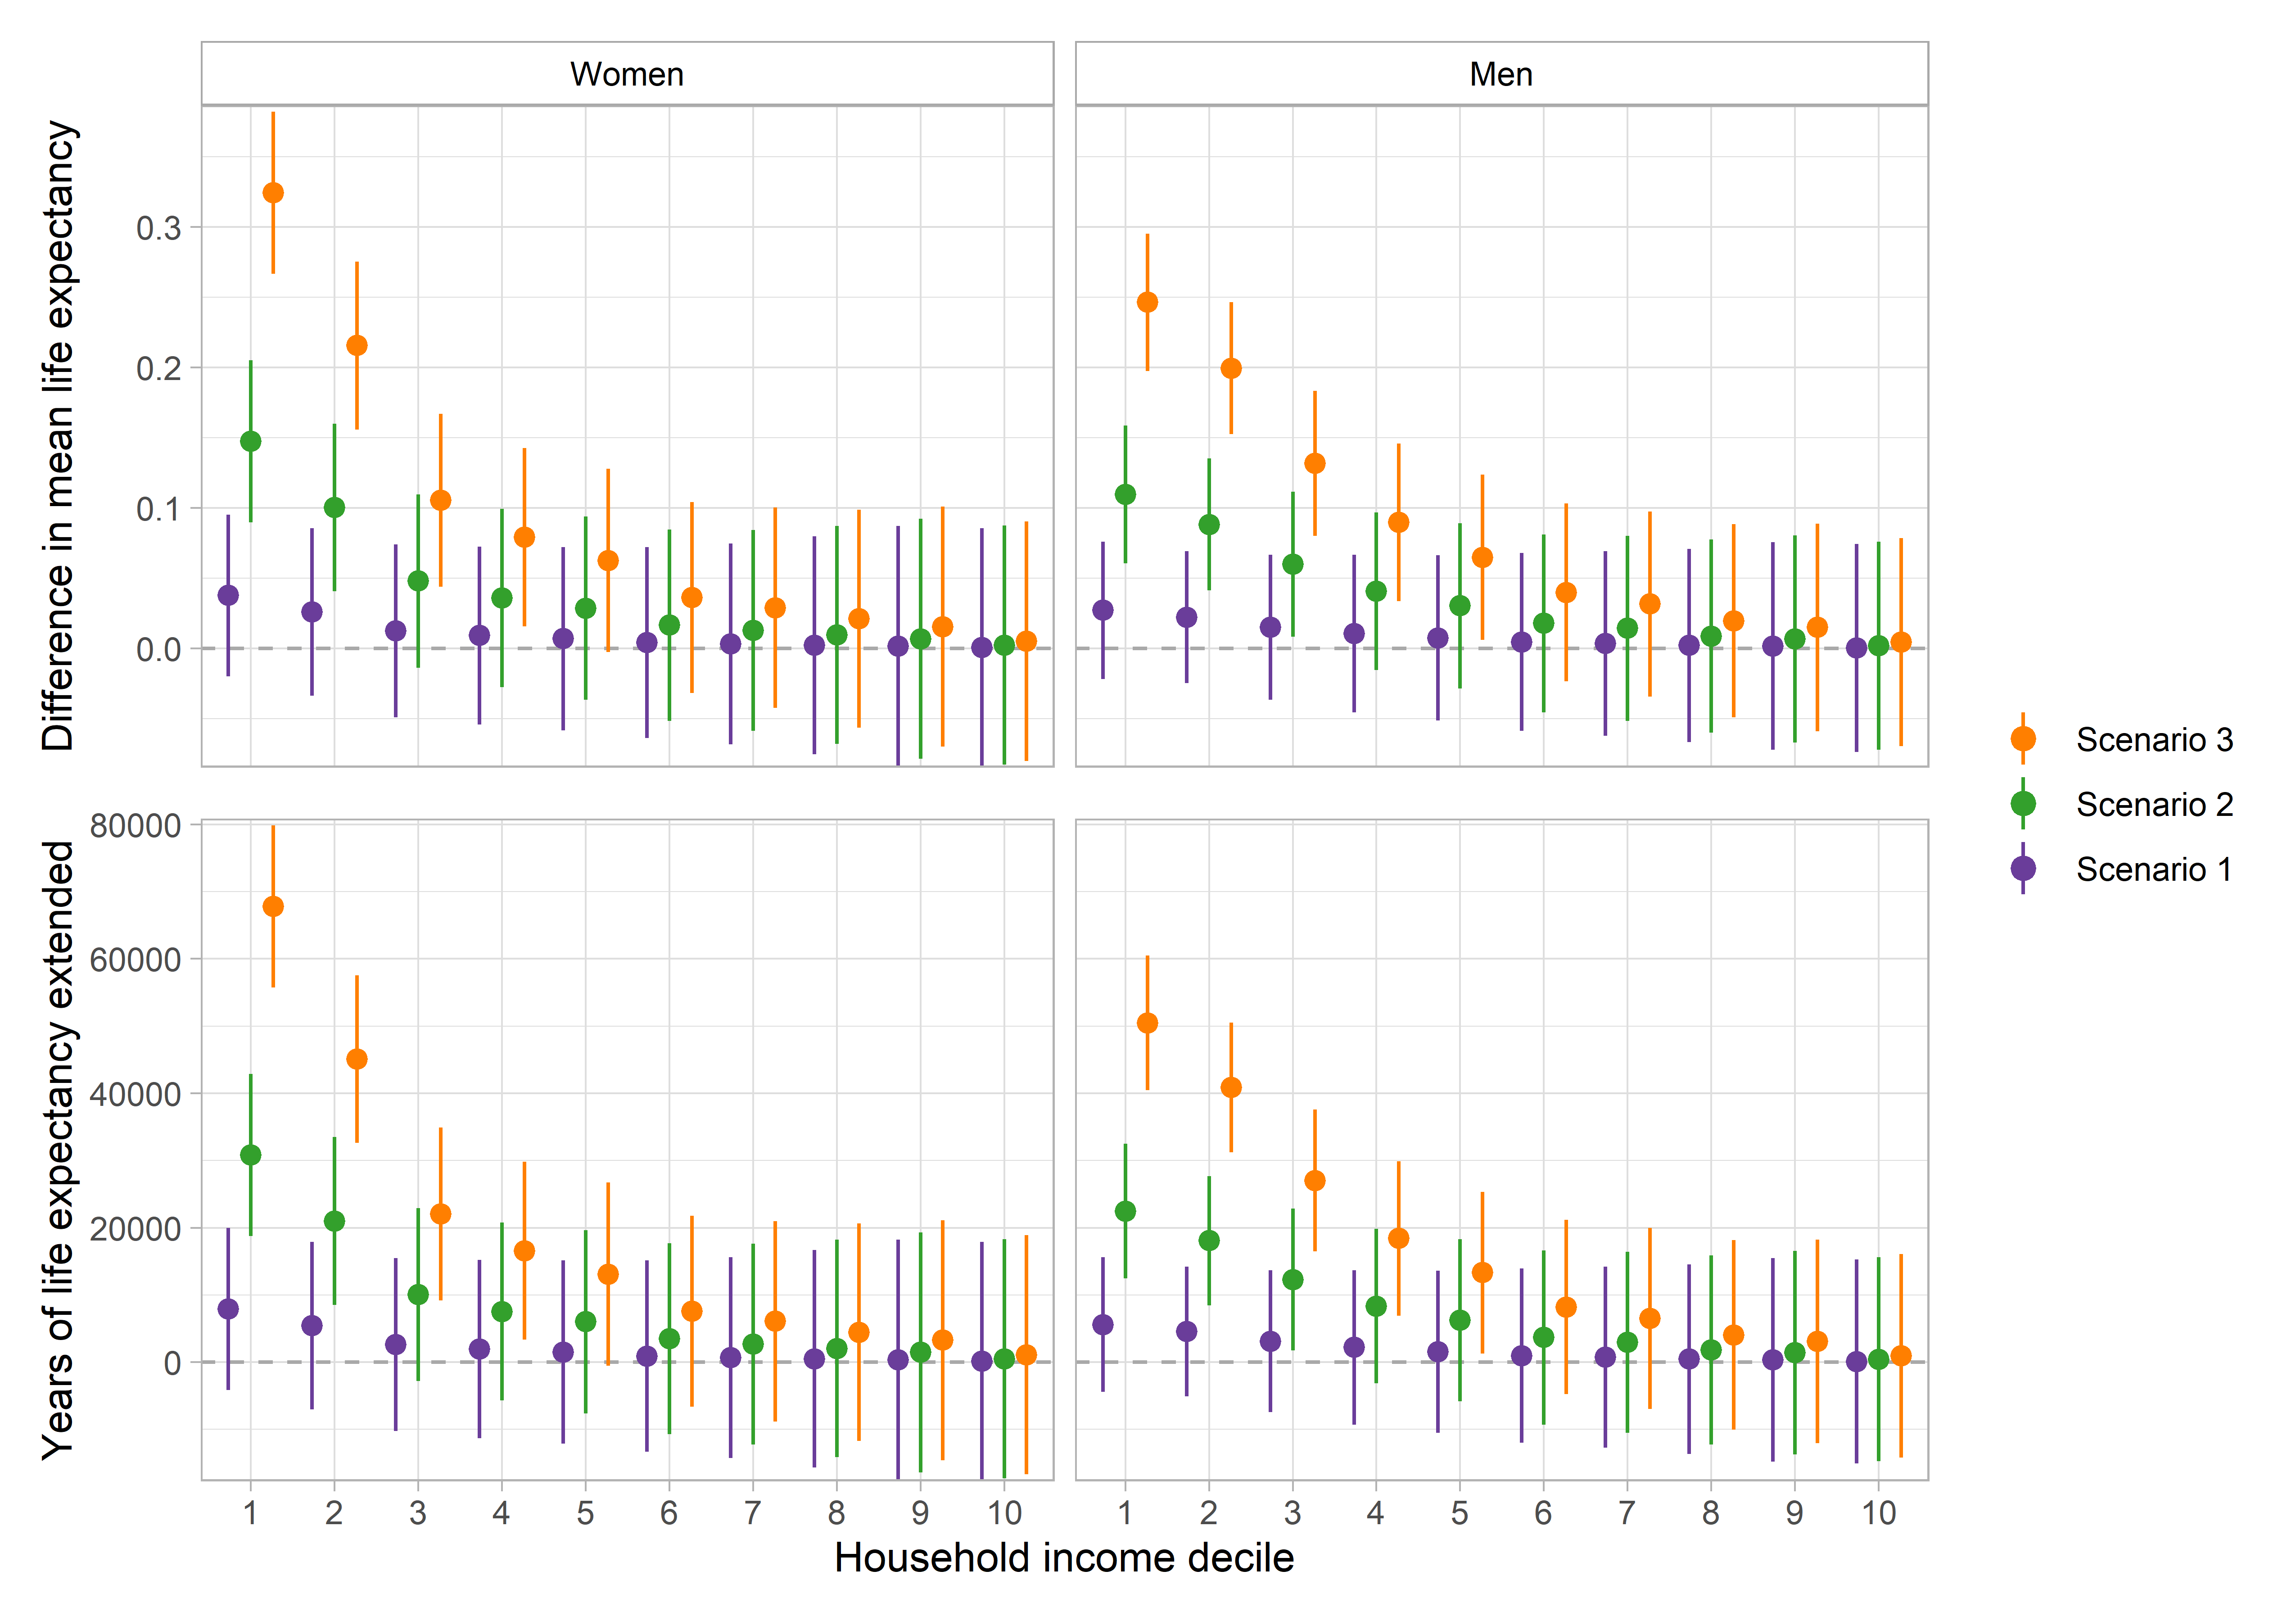 Women
Men
Difference in mean life expectancy
0.3
0.2
0.1
0.0
Years of life expectancy extended
80000
60000
40000
20000
0
1 2 3 4 5 6 7 8 9 10
1 2 3 4 5 6 7 8 9 10
Household income decile
Scenario 3
Scenario 2
Scenario 1